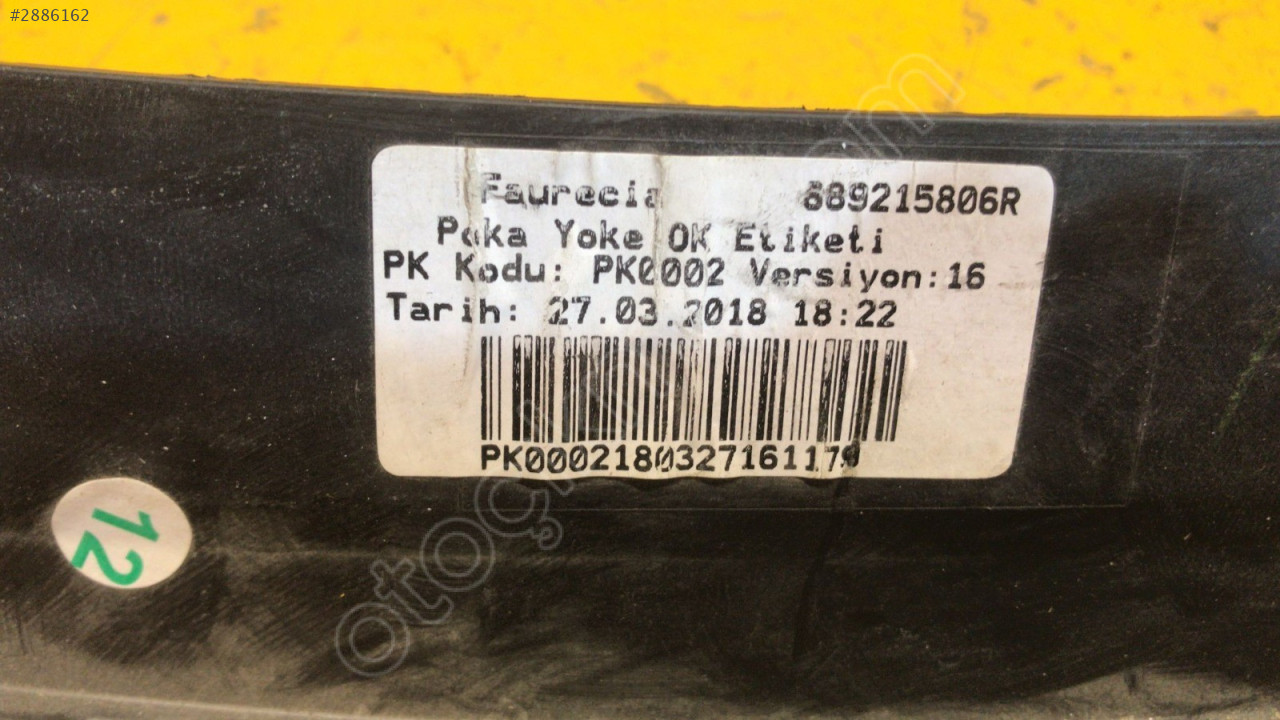 #2886162
Faurecia 689215806R
Poka Yoke OK Etiketi
PK Kodu: PK0002 Versiyon:16
Tarih: 27.03.2018 18:22
PK0002180327161179
12